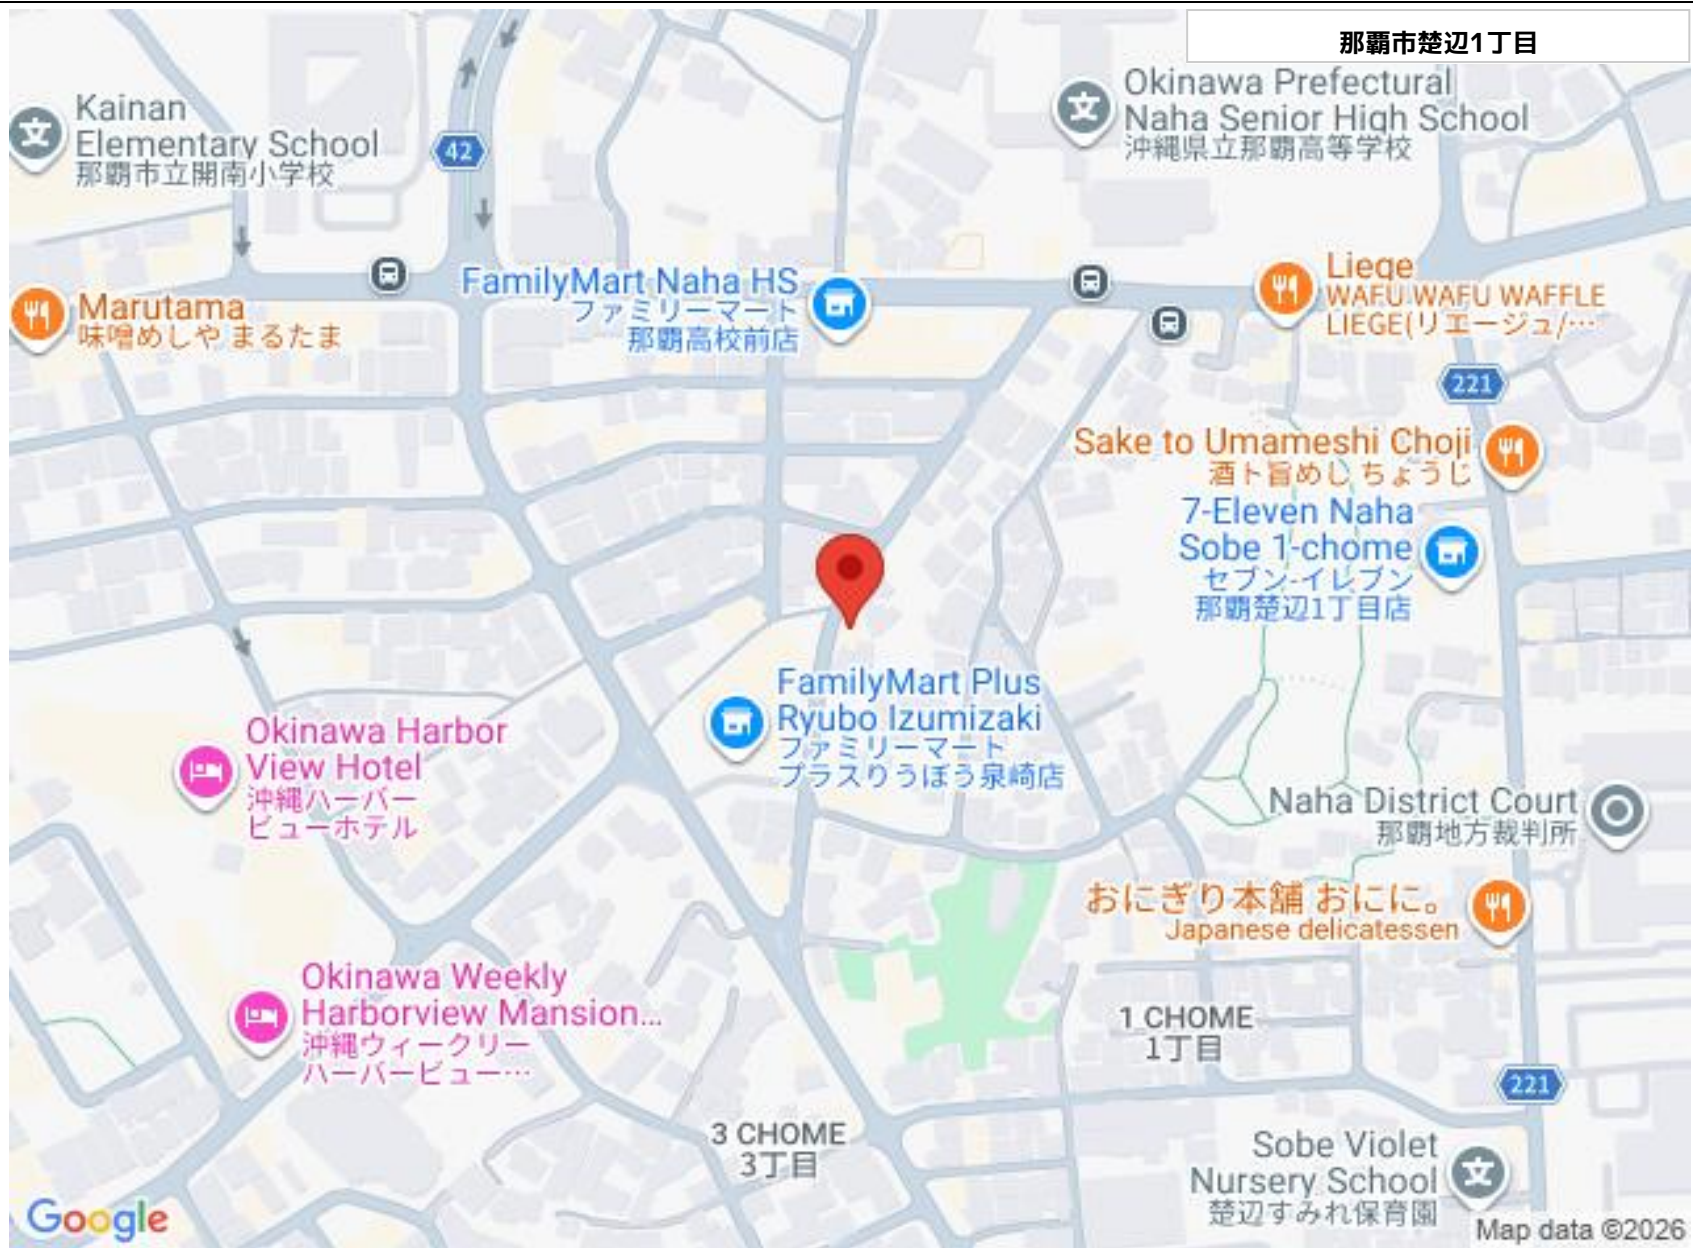 那覇市楚辺1丁目
Okinawa Prefectural
Naha Senior High School
沖縄県立那覇高等学校
Kainan
Elementary School
那覇市立開南小学校
42
FamilyMart Naha HS
ファミリーマート
那覇高校前店
Liege
WAFU WAFU WAFFLE
LIEGE(リエージュ/…
Marutama
味噌めしや まるたま
221
Sake to Umameshi Choji
酒ト旨めし ちょうじ
7-Eleven Naha
Sobe 1-chome
セブン-イレブン
那覇楚辺1丁目店
FamilyMart Plus
Ryubo Izumizaki
ファミリーマート
プラスりうぼう泉崎店
Okinawa Harbor
View Hotel
沖縄ハーバー
ビューホテル
Naha District Court
那覇地方裁判所
おにぎり本舗 おにに。
Japanese delicatessen
Okinawa Weekly
Harborview Mansion...
沖縄ウィークリー
ハーバービュー…
1 CHOME
1丁目
221
3 CHOME
3丁目
Sobe Violet
Nursery School
楚辺すみれ保育園
Google
Map data ©2026